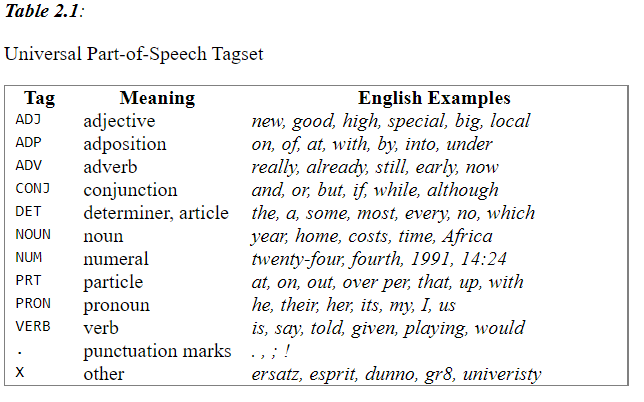 Table 2.1:
Universal Part-of-Speech Tagset
Tag Meaning English Examples
ADJ adjective new, good, high, special, big, local
ADP adposition on, of, at, with, by, into, under
ADV adverb really, already, still, early, now
CONJ conjunction and, or, but, if, while, although
DET determiner, article the, a, some, most, every, no, which
NOUN noun year, home, costs, time, Africa
NUM numeral twenty-four, fourth, 1991, 14:24
PRT particle at, on, out, over per, that, up, with
PRON pronoun he, their, her, its, my, I, us
VERB verb is, say, told, given, playing, would
. punctuation marks . , ; !
X other ersatz, esprit, dunno, gr8, univeristy